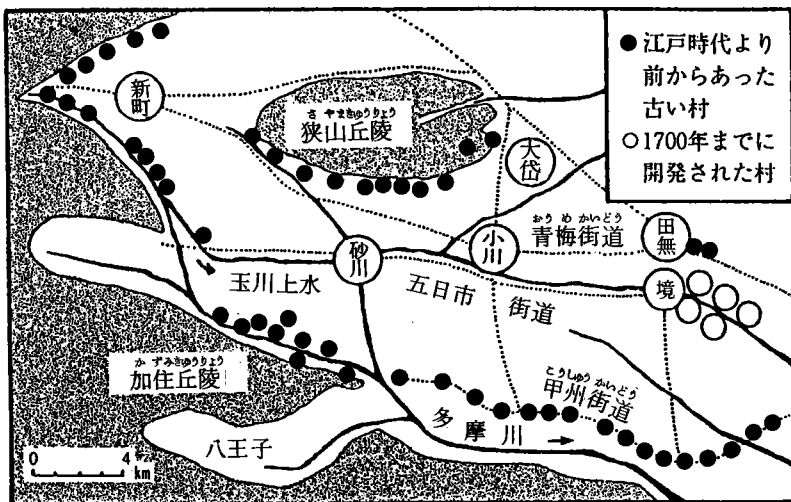 ●江戸時代より
前からあった
古い村
○1700年までに
開発された村
新町
さやまきゅうりょう
狭山丘陵
大岱
おうめかいどう
青梅街道
田無
小川
砂川
玉川上水
五日市街道
境
かずみきゅうりょう
加住丘陵
こうしゅうかいどう
甲州街道
多摩川
八王子
0 4
km